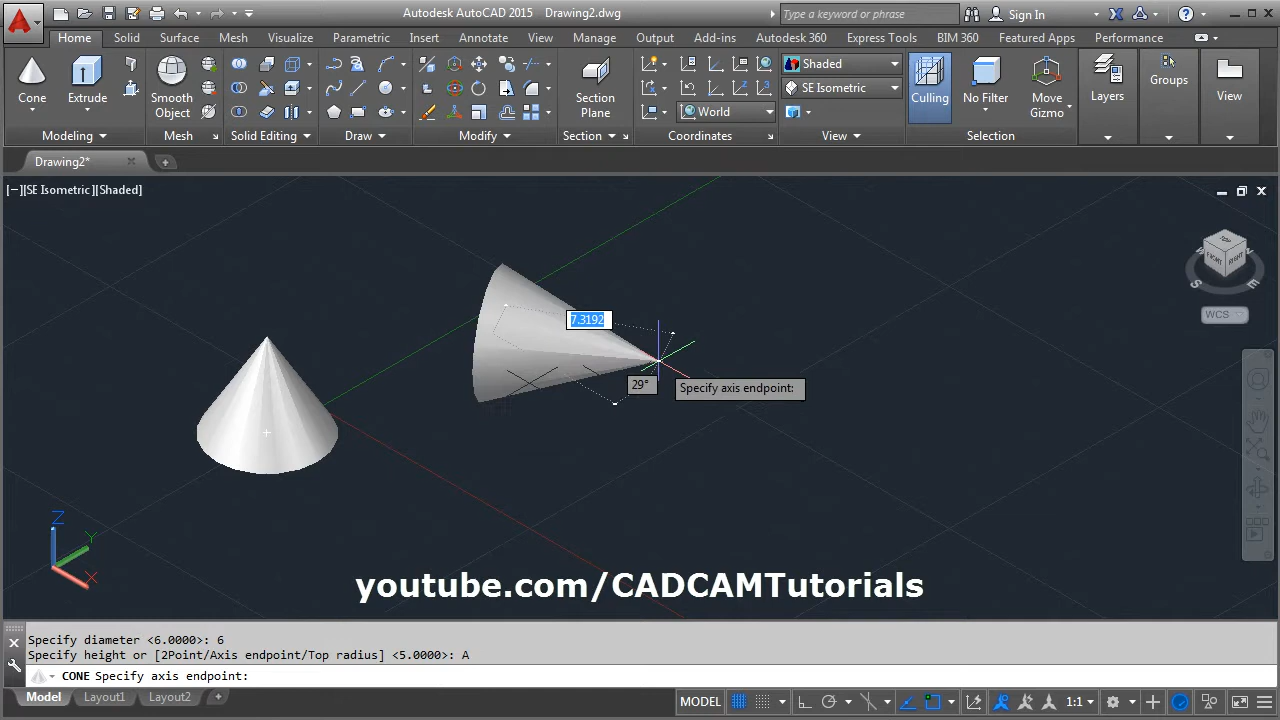 Autodesk AutoCAD 2015 Drawing2.dwg
Type a keyword or phrase
Sign In
Home Solid Surface Mesh Visualize Parametric Insert Annotate View Manage Output Add-ins Autodesk 360 Express Tools BIM 360 Featured Apps Performance
Cone
Extrude
Smooth
Object
Section
Plane
World
Shaded
SE Isometric
Culling
No Filter
Move
Gizmo
Layers
Groups
View
Modeling
Mesh
Solid Editing
Draw
Modify
Section
Coordinates
View
Selection
Drawing2*
[−][SE Isometric][Shaded]
TOP
FRONT
RIGHT
W
S
E
WCS
7.3192
29°
Specify axis endpoint:
Z
Y
X
youtube.com/CADCAMTutorials
Specify diameter <6.0000>: 6
Specify height or [2Point/Axis endpoint/Top radius] <5.0000>: A
CONE Specify axis endpoint:
Model Layout1 Layout2 +
MODEL
1:1